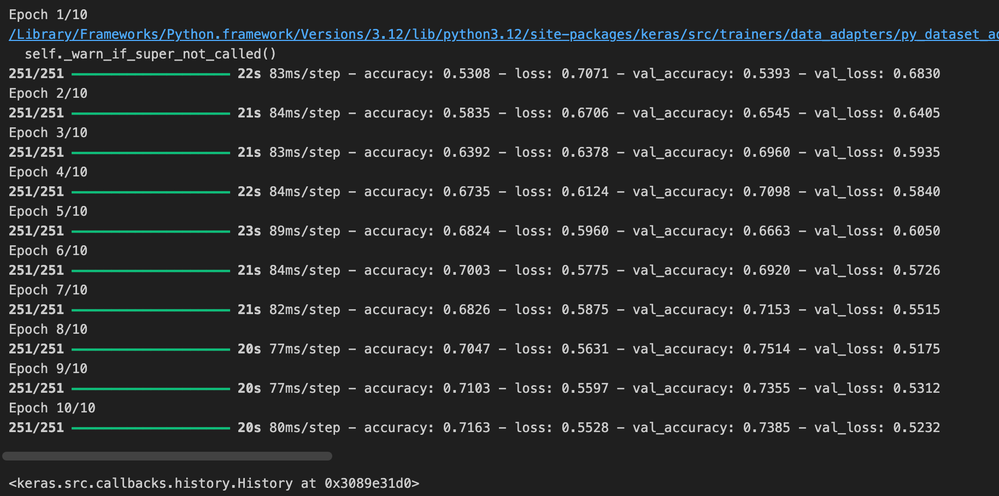 Epoch 1/10
/Library/Frameworks/Python.framework/Versions/3.12/lib/python3.12/site-packages/keras/src/trainers/data_adapters/py_dataset_ad
self._warn_if_super_not_called()
251/251 ━━━━━━━━━━━━━━━━━━━━ 22s 83ms/step - accuracy: 0.5308 - loss: 0.7071 - val_accuracy: 0.5393 - val_loss: 0.6830
Epoch 2/10
251/251 ━━━━━━━━━━━━━━━━━━━━ 21s 84ms/step - accuracy: 0.5835 - loss: 0.6706 - val_accuracy: 0.6545 - val_loss: 0.6405
Epoch 3/10
251/251 ━━━━━━━━━━━━━━━━━━━━ 21s 83ms/step - accuracy: 0.6392 - loss: 0.6378 - val_accuracy: 0.6960 - val_loss: 0.5935
Epoch 4/10
251/251 ━━━━━━━━━━━━━━━━━━━━ 22s 84ms/step - accuracy: 0.6735 - loss: 0.6124 - val_accuracy: 0.7098 - val_loss: 0.5840
Epoch 5/10
251/251 ━━━━━━━━━━━━━━━━━━━━ 23s 89ms/step - accuracy: 0.6824 - loss: 0.5960 - val_accuracy: 0.6663 - val_loss: 0.6050
Epoch 6/10
251/251 ━━━━━━━━━━━━━━━━━━━━ 21s 84ms/step - accuracy: 0.7003 - loss: 0.5775 - val_accuracy: 0.6920 - val_loss: 0.5726
Epoch 7/10
251/251 ━━━━━━━━━━━━━━━━━━━━ 21s 82ms/step - accuracy: 0.6826 - loss: 0.5875 - val_accuracy: 0.7153 - val_loss: 0.5515
Epoch 8/10
251/251 ━━━━━━━━━━━━━━━━━━━━ 20s 77ms/step - accuracy: 0.7047 - loss: 0.5631 - val_accuracy: 0.7514 - val_loss: 0.5175
Epoch 9/10
251/251 ━━━━━━━━━━━━━━━━━━━━ 20s 77ms/step - accuracy: 0.7103 - loss: 0.5597 - val_accuracy: 0.7355 - val_loss: 0.5312
Epoch 10/10
251/251 ━━━━━━━━━━━━━━━━━━━━ 20s 80ms/step - accuracy: 0.7163 - loss: 0.5528 - val_accuracy: 0.7385 - val_loss: 0.5232
<keras.src.callbacks.history.History at 0x3089e31d0>